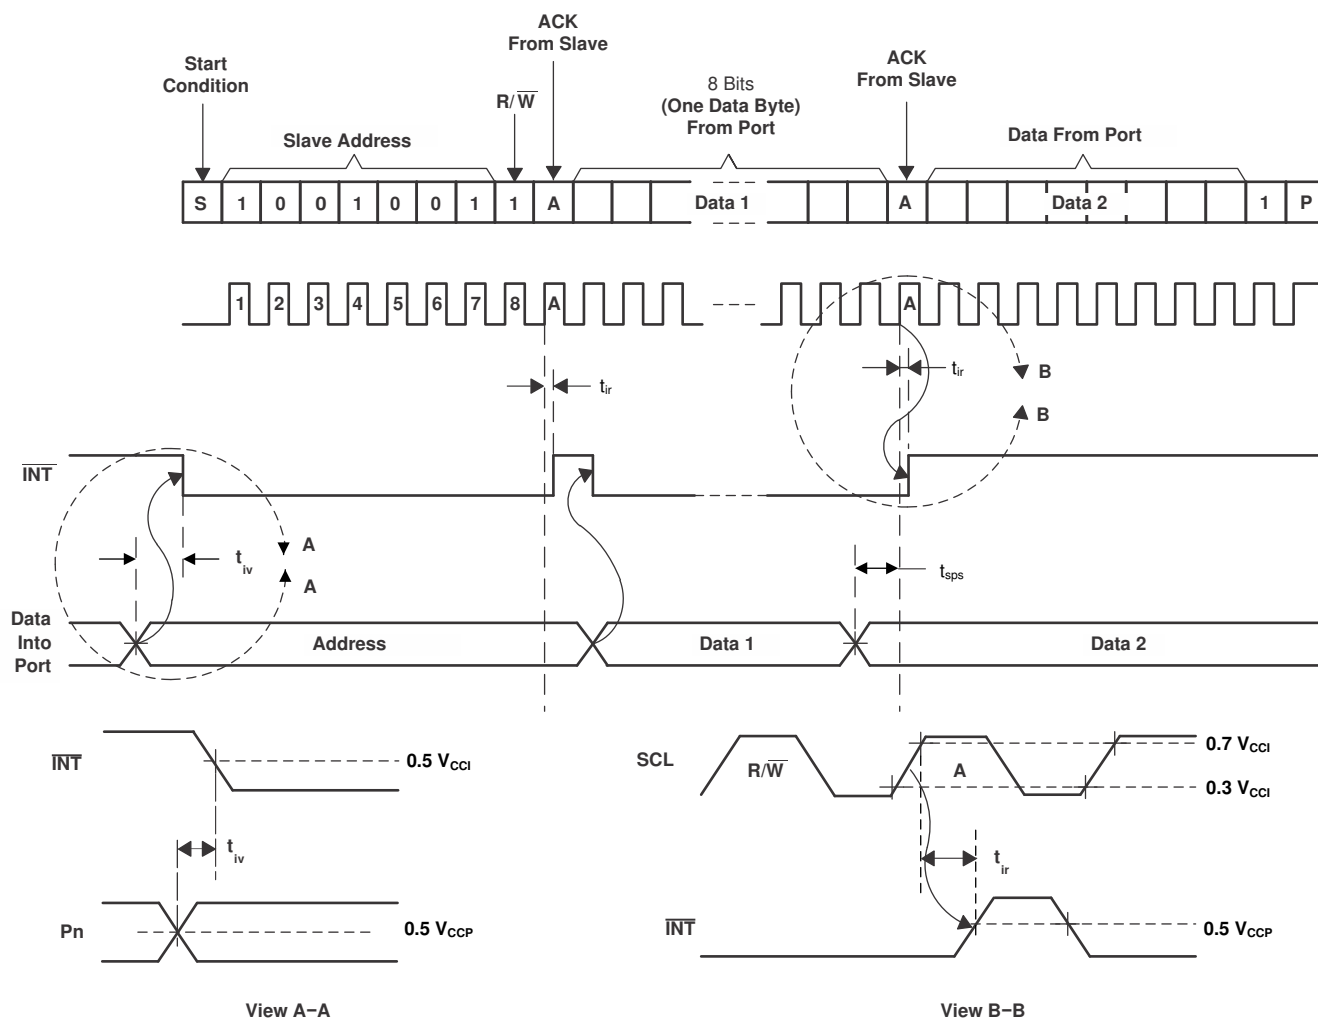 ACK
From Slave
ACK
From Slave
Start
Condition
R/W
8 Bits
(One Data Byte)
From Port
Slave Address
Data From Port
S 1 0 0 1 0 0 1 1 A Data 1 A Data 2 1 P
1 2 3 4 5 6 7 8 A A
tir
tir
B
B
INT
tiv
A
A
tsps
Data
Into
Port
Address
Data 1
Data 2
INT
0.5 VCCI
tiv
Pn
0.5 VCCP
View A–A
SCL
R/W
A
0.7 VCCI
0.3 VCCI
tir
INT
0.5 VCCP
View B–B